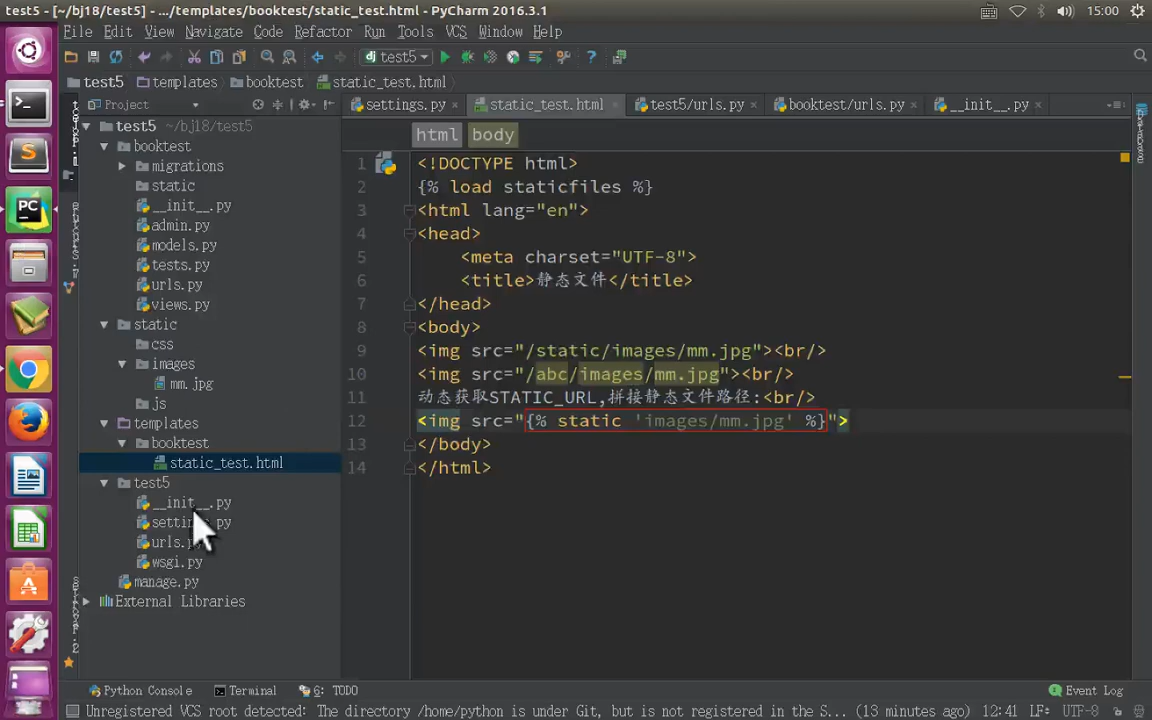 test5 - [~/bj18/test5] - .../templates/booktest/static_test.html - PyCharm 2016.3.1
15:00
File Edit View Navigate Code Refactor Run Tools VCS Window Help
test5
test5 templates booktest static_test.html
Project
settings.py
static_test.html
test5/urls.py
booktest/urls.py
__init__.py
test5 ~/bj18/test5
booktest
migrations
static
__init__.py
admin.py
models.py
tests.py
urls.py
views.py
static
css
images
mm.jpg
js
templates
booktest
static_test.html
test5
__init__.py
urls.py
wsgi.py
manage.py
External Libraries
html body
1 <!DOCTYPE html>
2 {% load staticfiles %}
3 <html lang="en">
4 <head>
5 <meta charset="UTF-8">
6 <title>静态文件</title>
7 </head>
8 <body>
9 <img src="/static/images/mm.jpg"><br/>
10 <img src="/abc/images/mm.jpg"><br/>
11 动态获取STATIC_URL,拼接静态文件路径:<br/>
12 <img src="{% static 'images/mm.jpg' %}">
13 </body>
14 </html>
Python Console
Terminal
6: TODO
Event Log
Unregistered VCS root detected: The directory /home/python is under Git, but is not registered in the S... (13 minutes ago)
12:41 LF÷ UTF-8